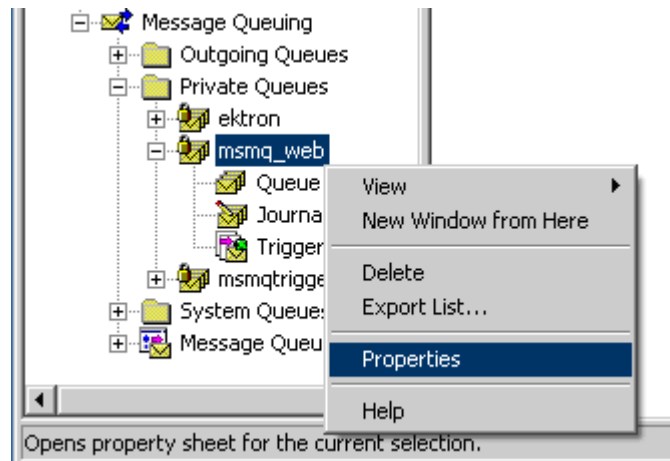 Message Queuing
Outgoing Queues
Private Queues
ektron
msmq_web
Queue
Journa
Trigger
msmqtrigge
System Queues
Message Queu
View
New Window from Here
Delete
Export List...
Properties
Help
Opens property sheet for the current selection.